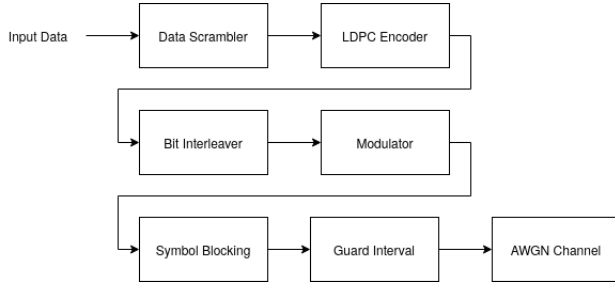 Input Data
Data Scrambler
LDPC Encoder
Bit Interleaver
Modulator
Symbol Blocking
Guard Interval
AWGN Channel